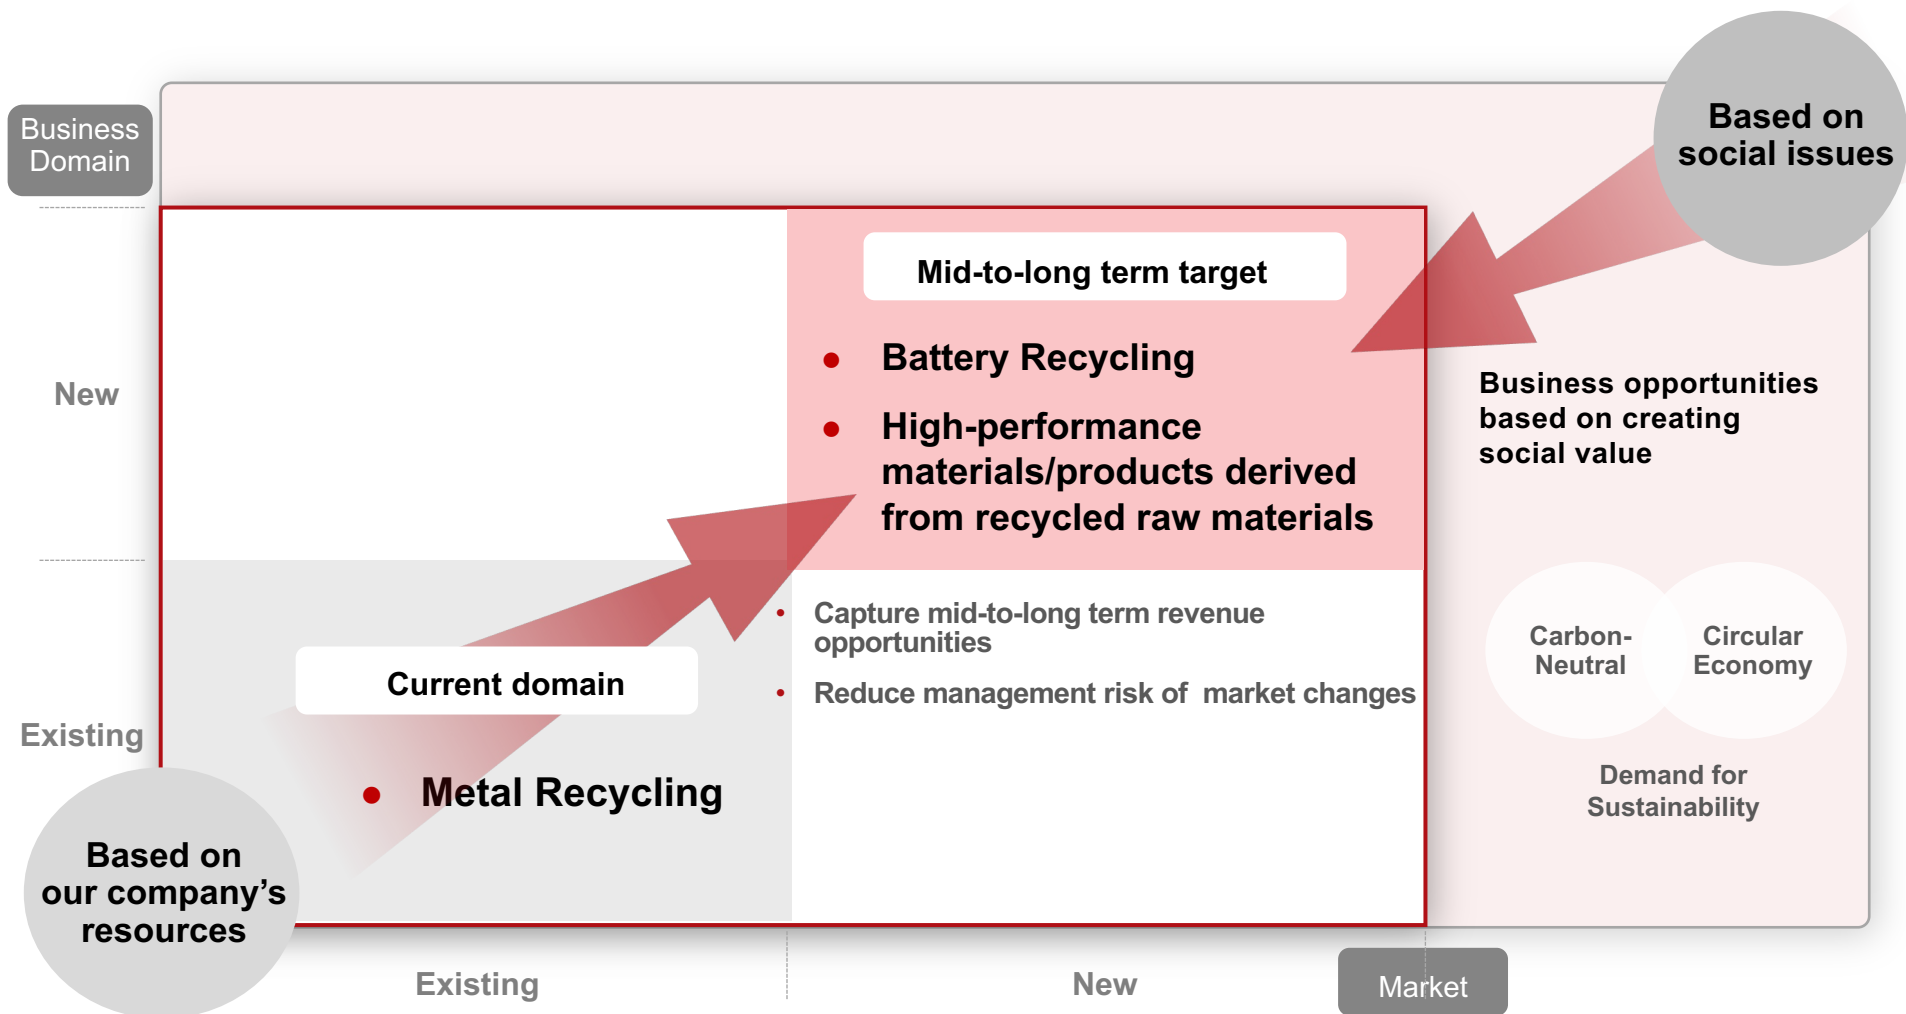 Based on
social issues
Business
Domain
Mid-to-long term target
New
● Battery Recycling
● High-performance
materials/products derived
from recycled raw materials
Business opportunities
based on creating
social value
Existing
Current domain
● Metal Recycling
• Capture mid-to-long term revenue
opportunities
• Reduce management risk of market changes
Carbon-
Neutral
Circular
Economy
Demand for
Sustainability
Based on
our company’s
resources
Existing
New
Market